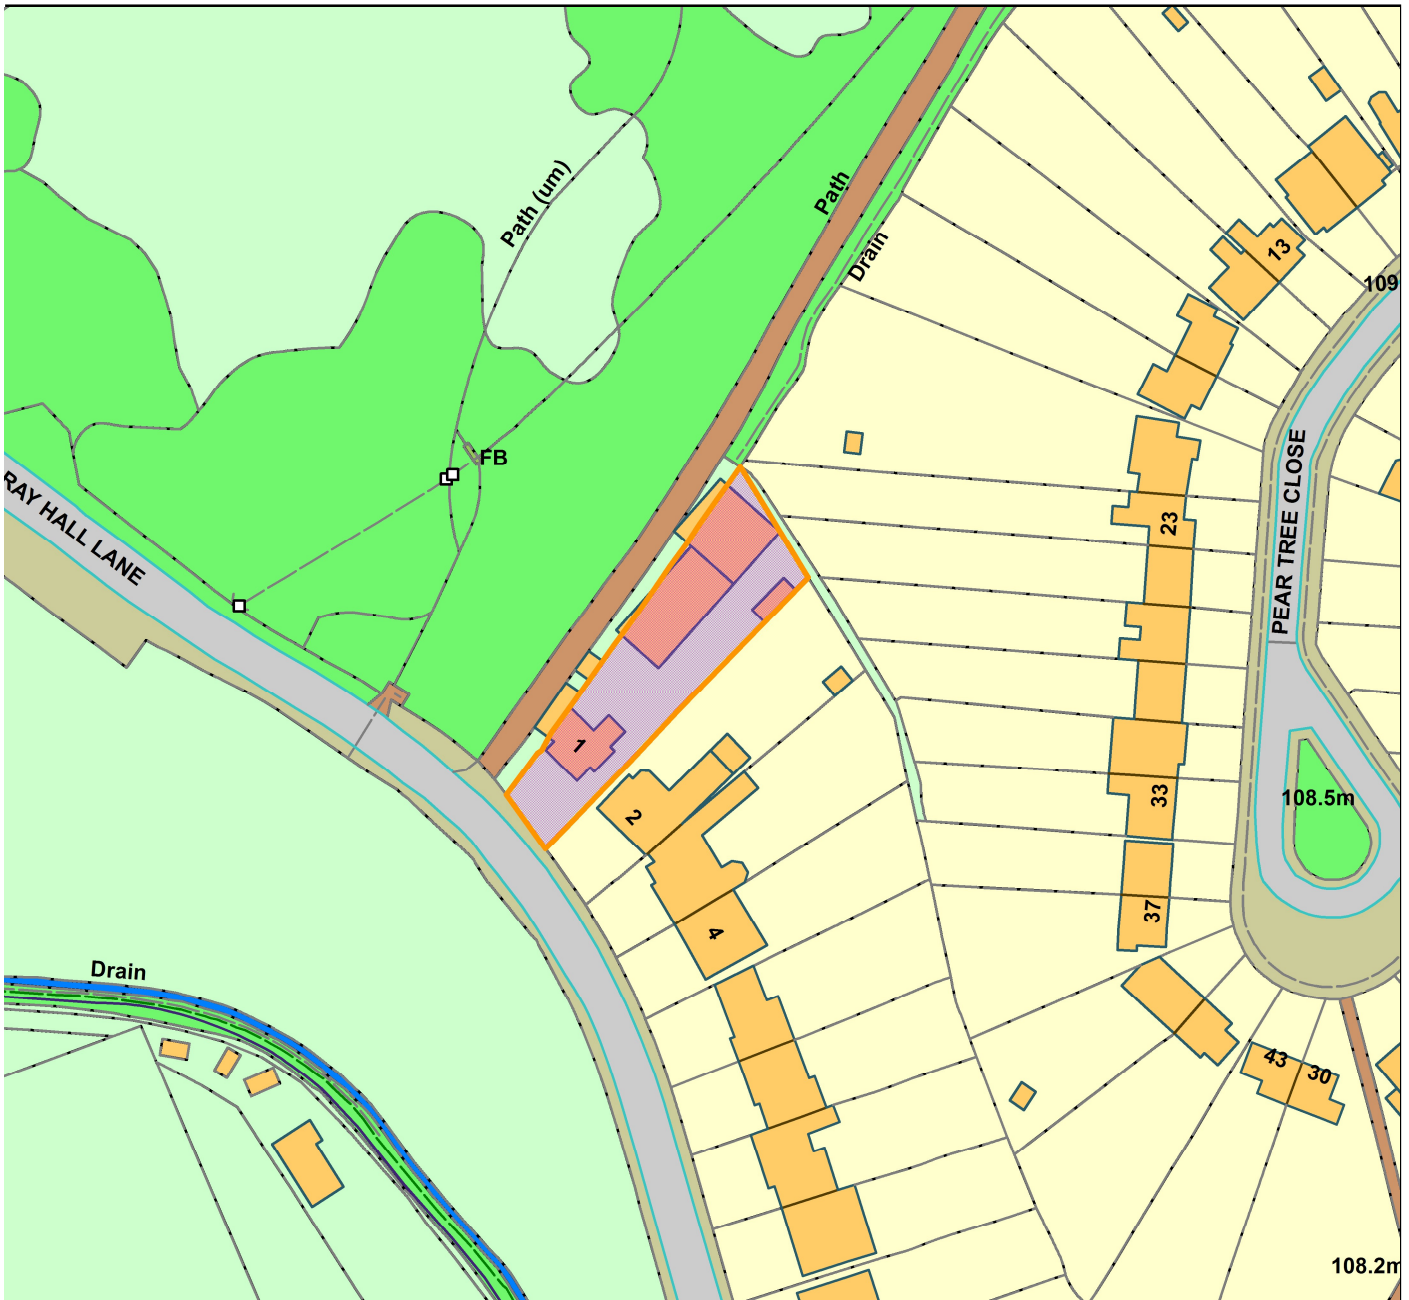 Path (um)
Path
Drain
13
109
FB
RAY HALL LANE
23
PEAR TREE CLOSE
1
2
33
108.5m
4
37
Drain
43
30
108.2m